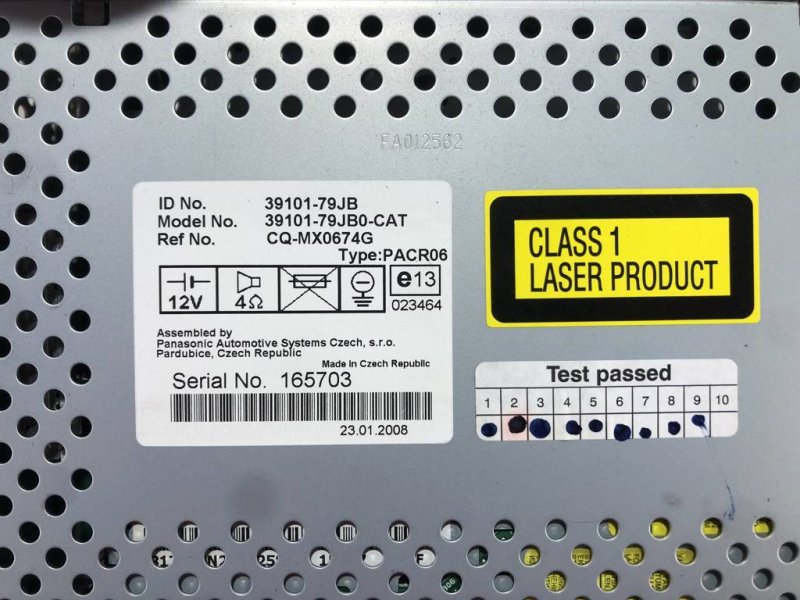 FA012562
ID No. 39101-79JB
Model No. 39101-79JB0-CAT
Ref No. CQ-MX0674G
Type:PACR06
12V 4Ω e13
023464
Assembled by
Panasonic Automotive Systems Czech, s.r.o.
Pardubice, Czech Republic
Made in Czech Republic
Serial No. 165703
23.01.2008
CLASS 1
LASER PRODUCT
Test passed
1 2 3 4 5 6 7 8 9 10